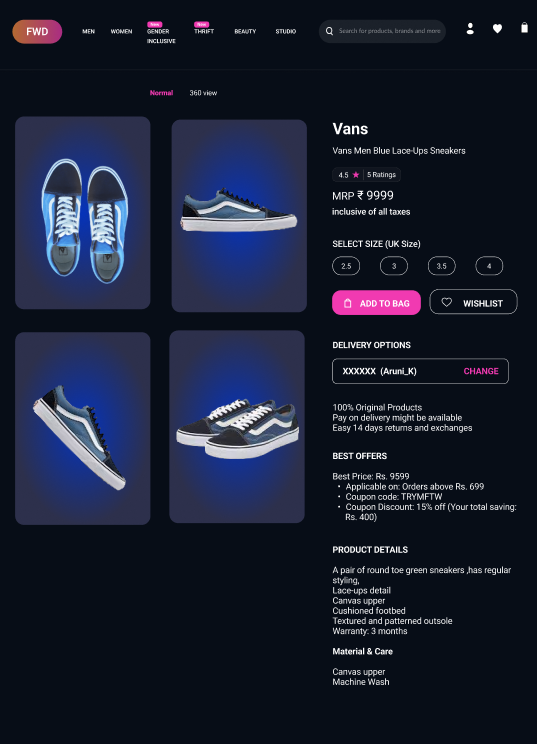 FWD
MEN
WOMEN
New
GENDER
INCLUSIVE
New
THRIFT
BEAUTY
STUDIO
Search for products, brands and more
Normal
360 view
Vans
Vans Men Blue Lace-Ups Sneakers
4.5 ★ 5 Ratings
MRP ₹ 9999
inclusive of all taxes
SELECT SIZE (UK Size)
2.5
3
3.5
4
ADD TO BAG
WISHLIST
DELIVERY OPTIONS
XXXXXX (Aruni_K)
CHANGE
100% Original Products
Pay on delivery might be available
Easy 14 days returns and exchanges
BEST OFFERS
Best Price: Rs. 9599
• Applicable on: Orders above Rs. 699
• Coupon code: TRYMFTW
• Coupon Discount: 15% off (Your total saving:
Rs. 400)
PRODUCT DETAILS
A pair of round toe green sneakers ,has regular
styling,
Lace-ups detail
Canvas upper
Cushioned footbed
Textured and patterned outsole
Warranty: 3 months
Material & Care
Canvas upper
Machine Wash